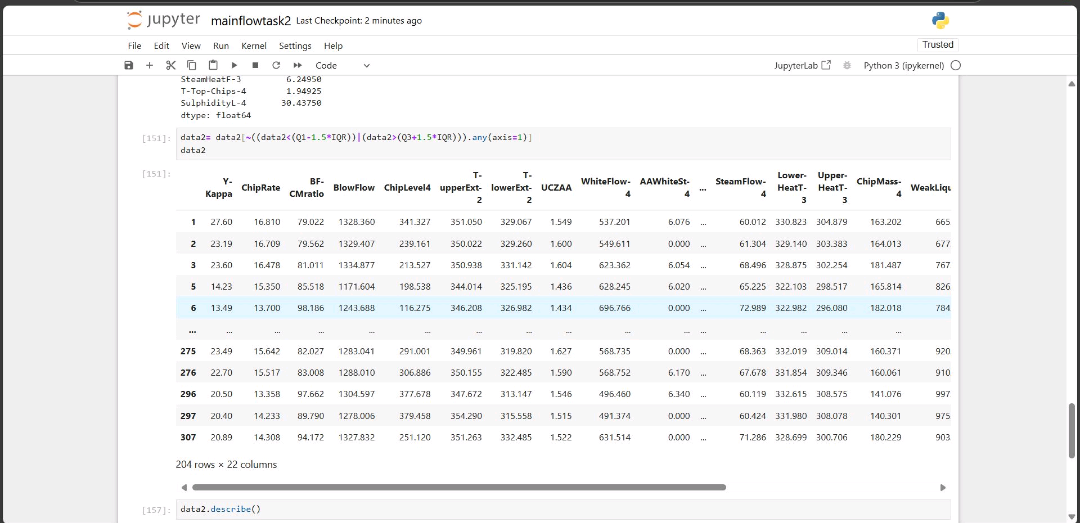 jupyter mainflowtask2 Last Checkpoint: 2 minutes ago
File Edit View Run Kernel Settings Help Trusted
Code JupyterLab Python 3 (ipykernel)
SteamHeatF-3 6.24950
T-Top-Chips-4 1.94925
SulphidityL-4 30.43750
dtype: float64
[151]: data2= data2[~((data2<(Q1-1.5*IQR))|(data2>(Q3+1.5*IQR))).any(axis=1)]
data2
[151]: Y-Kappa ChipRate BF-CMratio BlowFlow ChipLevel4 T-upperExt-2 T-lowerExt-2 UCZAA WhiteFlow-4 AAWhiteSt-4 ... SteamFlow-4 Lower-HeatT-3 Upper-HeatT-3 ChipMass-4 WeakLiqu
1 27.60 16.810 79.022 1328.360 341.327 351.050 329.067 1.549 537.201 6.076 ... 60.012 330.823 304.879 163.202 665
2 23.19 16.709 79.562 1329.407 239.161 350.022 329.260 1.600 549.611 0.000 ... 61.304 329.140 303.383 164.013 677
3 23.60 16.478 81.011 1334.877 213.527 350.938 331.142 1.604 623.362 6.054 ... 68.496 328.875 302.254 181.487 767
5 14.23 15.350 85.518 1171.604 198.538 344.014 325.195 1.436 628.245 6.020 ... 65.225 322.103 298.517 165.814 826
6 13.49 13.700 98.186 1243.688 116.275 346.208 326.982 1.434 696.766 0.000 ... 72.989 322.982 296.080 182.018 784
... ... ... ... ... ... ... ... ... ... ... ... ... ... ... ...
275 23.49 15.642 82.027 1283.041 291.001 349.961 319.820 1.627 568.735 0.000 ... 68.363 332.019 309.014 160.371 920
276 22.70 15.517 83.008 1288.010 306.886 350.155 322.485 1.590 568.752 6.170 ... 67.678 331.854 309.346 160.061 910
296 20.50 13.358 97.662 1304.597 377.678 347.672 313.147 1.546 496.460 6.340 ... 60.119 332.615 308.575 141.076 997
297 20.40 14.233 89.790 1278.006 379.458 354.290 315.558 1.515 491.374 0.000 ... 60.424 331.980 308.078 140.301 975
307 20.89 14.308 94.172 1327.832 251.120 351.263 332.485 1.522 631.514 0.000 ... 71.286 328.699 300.706 180.229 903
204 rows × 22 columns
[157]: data2.describe()